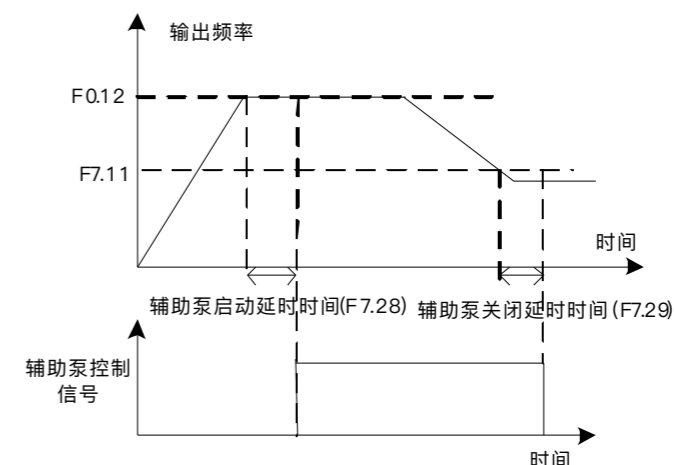 输出频率
F0.12
F7.11
时间
辅助泵启动延时时间(F7.28)
辅助泵关闭延时时间(F7.29)
辅助泵控制
信号
时间